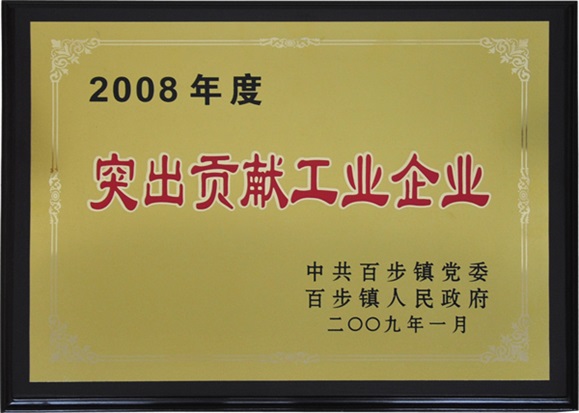 2008年度
突出贡献工业企业
中共百步镇党委
百步镇人民政府
二〇〇九年一月